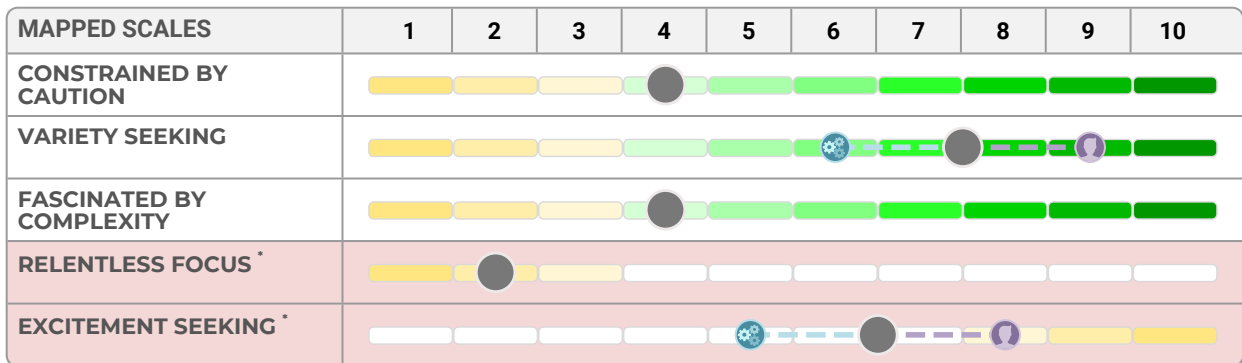 MAPPED SCALES 1 2 3 4 5 6 7 8 9 10
CONSTRAINED BY
CAUTION
VARIETY SEEKING
FASCINATED BY
COMPLEXITY
RELENTLESS FOCUS *
EXCITEMENT SEEKING *